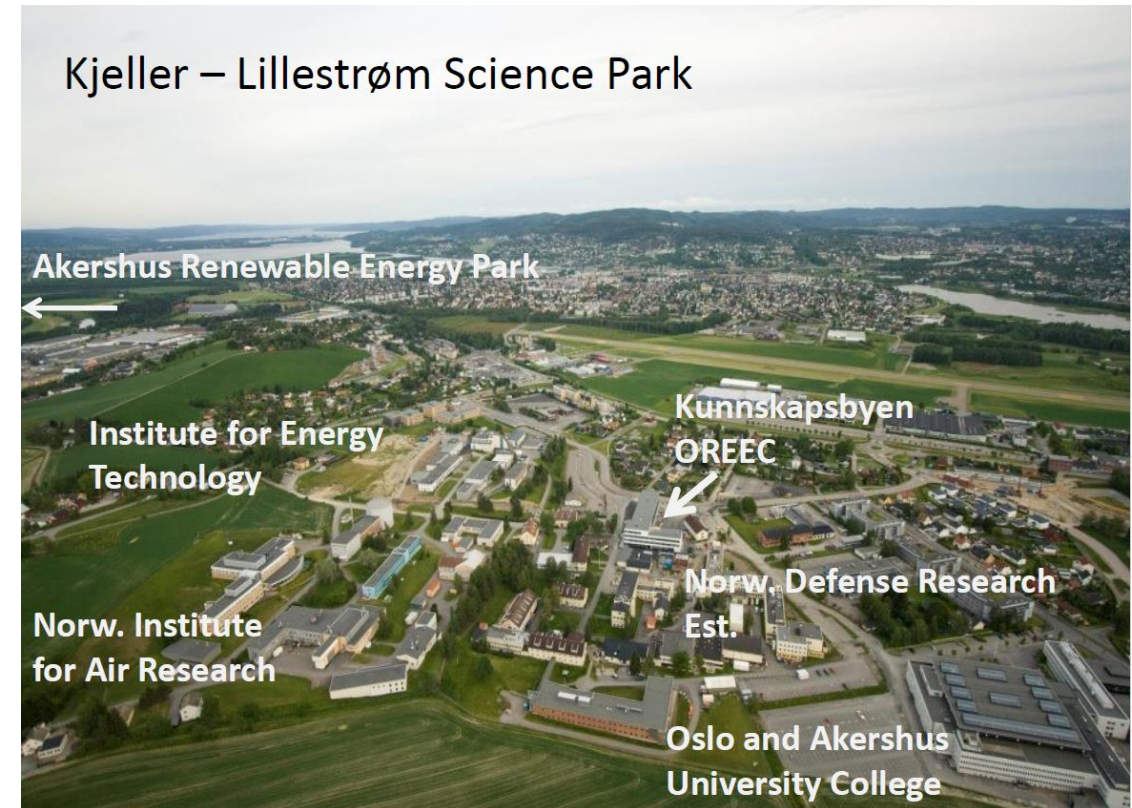 Kjeller – Lillestrøm Science Park
Akershus Renewable Energy Park
Kunnskapsbyen
OREEC
Institute for Energy
Technology
Norw. Defense Research
Est.
Norw. Institute
for Air Research
Oslo and Akershus
University College